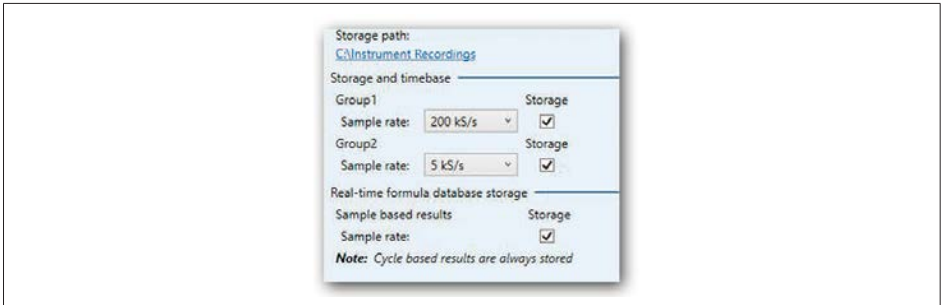 Storage path:
C:\Instrument Recordings
Storage and timebase
Group1 Storage
Sample rate: 200 kS/s
Group2 Storage
Sample rate: 5 kS/s
Real-time formula database storage
Sample based results Storage
Sample rate:
Note: Cycle based results are always stored